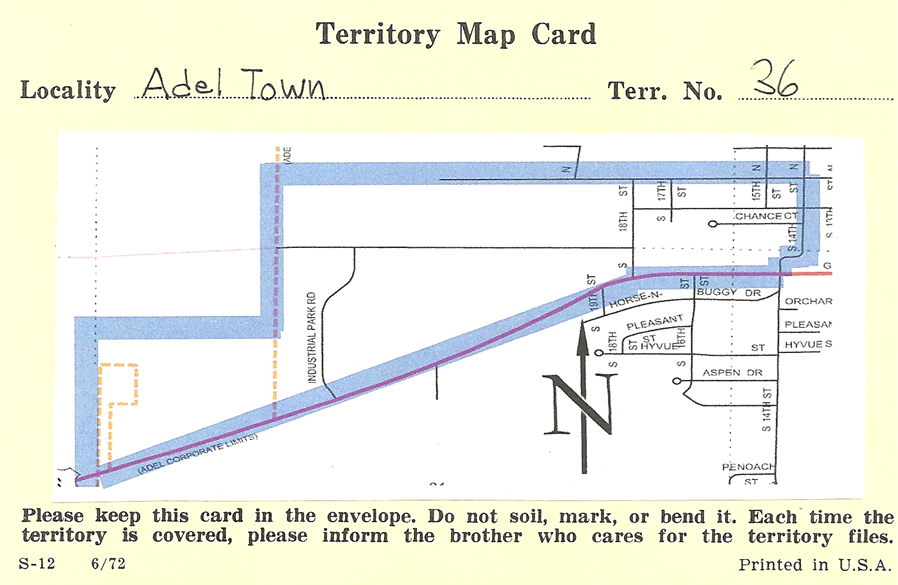 Territory Map Card
Locality Adel Town Terr. No. 36
(ADE
N
N
N
ST
17TH
ST
15TH
ST
ST
S
18TH
CHANCE CT
S 14TH
S 13TH
S
G
INDUSTRIAL PARK RD
19TH ST
S
ST
ST
HORSE-N-
BUGGY DR
ORCHAR
PLEASANT
ST
PLEASAN
18TH
S
ST
HYVUE
16TH
S
ST
HYVUE S
ASPEN DR
S 14TH ST
N
(ADEL CORPORATE LIMITS)
PENOACH
ST
Please keep this card in the envelope. Do not soil, mark, or bend it. Each time the
territory is covered, please inform the brother who cares for the territory files.
S-12 6/72 Printed in U.S.A.